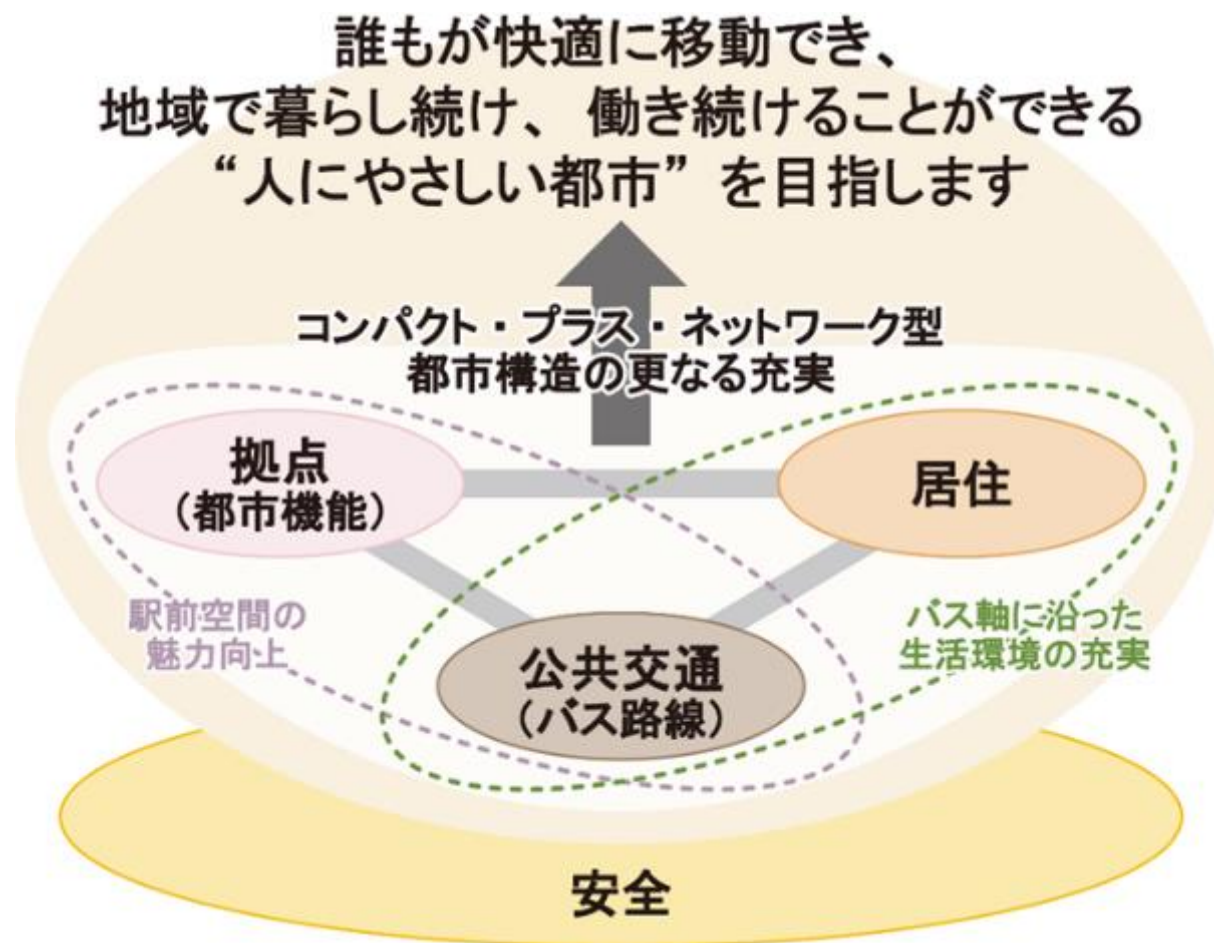 誰もが快適に移動でき、
地域で暮らし続け、働き続けることができる
“人にやさしい都市”を目指します
コンパクト・プラス・ネットワーク型
都市構造の更なる充実
拠点
（都市機能）
居住
駅前空間の
魅力向上
バス軸に沿った
生活環境の充実
公共交通
（バス路線）
安全